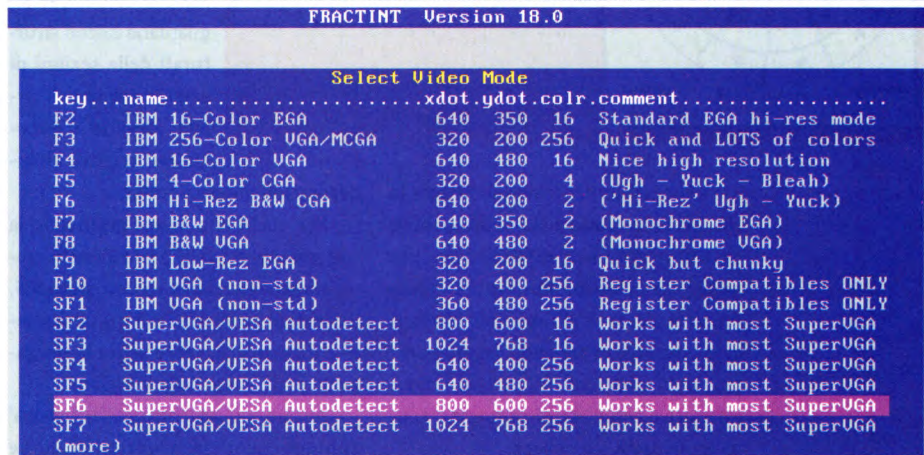 FRACTINT Version 18.0
Select Video Mode
key...name......................xdot.ydot.colr.comment..................
F2 IBM 16-Color EGA 640 350 16 Standard EGA hi-res mode
F3 IBM 256-Color VGA/MCGA 320 200 256 Quick and LOTS of colors
F4 IBM 16-Color VGA 640 480 16 Nice high resolution
F5 IBM 4-Color CGA 320 200 4 (Ugh - Yuck - Bleah)
F6 IBM Hi-Rez B&W CGA 640 200 2 ('Hi-Rez' Ugh - Yuck)
F7 IBM B&W EGA 640 350 2 (Monochrome EGA)
F8 IBM B&W VGA 640 480 2 (Monochrome VGA)
F9 IBM Low-Rez EGA 320 200 16 Quick but chunky
F10 IBM VGA (non-std) 320 400 256 Register Compatibles ONLY
SF1 IBM VGA (non-std) 360 480 256 Register Compatibles ONLY
SF2 SuperVGA/VESA Autodetect 800 600 16 Works with most SuperVGA
SF3 SuperVGA/VESA Autodetect 1024 768 16 Works with most SuperVGA
SF4 SuperVGA/VESA Autodetect 640 400 256 Works with most SuperVGA
SF5 SuperVGA/VESA Autodetect 640 480 256 Works with most SuperVGA
SF6 SuperVGA/VESA Autodetect 800 600 256 Works with most SuperVGA
SF7 SuperVGA/VESA Autodetect 1024 768 256 Works with most SuperVGA
(more)